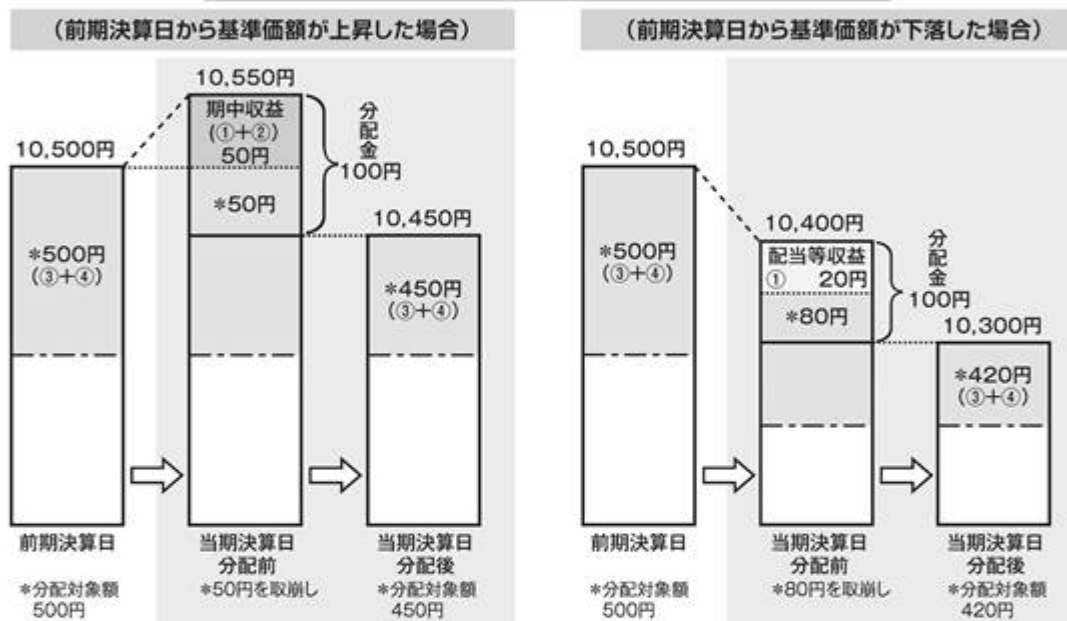 (前期決算日から基準価額が上昇した場合)
10,550円
期中収益
(①+②)
50円
*50円
分配金
100円
10,500円
*500円
(③+④)
10,450円
*450円
(③+④)
前期決算日
*分配対象額
500円
当期決算日
分配前
*50円を取崩し
当期決算日
分配後
*分配対象額
450円
(前期決算日から基準価額が下落した場合)
10,500円
*500円
(③+④)
10,400円
配当等収益
① 20円
*80円
分配金
100円
10,300円
*420円
(③+④)
前期決算日
*分配対象額
500円
当期決算日
分配前
*80円を取崩し
当期決算日
分配後
*分配対象額
420円